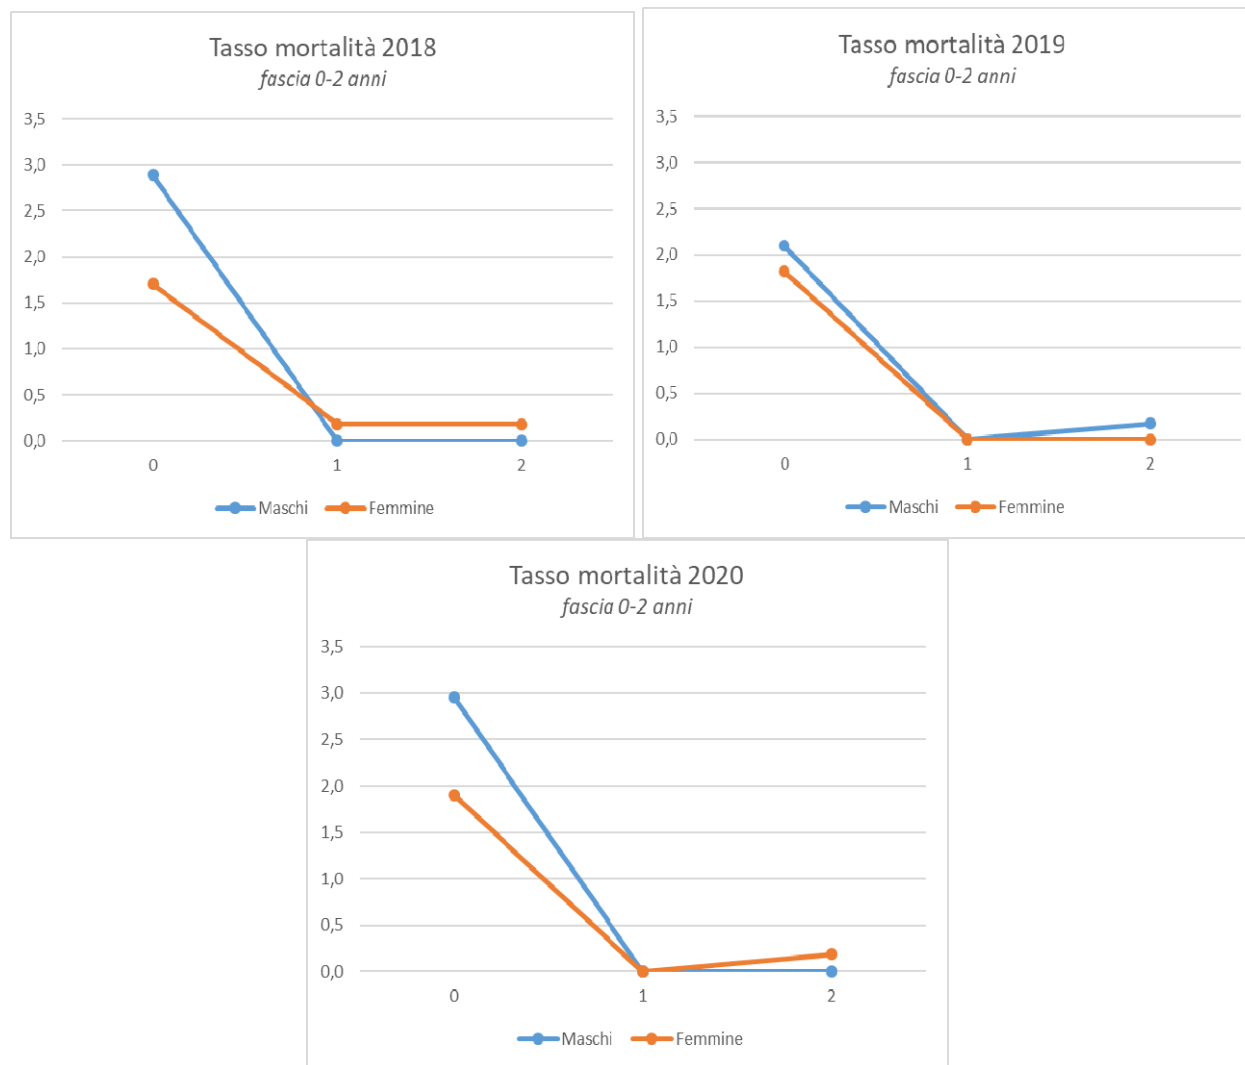 Tasso mortalità 2018
fascia 0-2 anni
3,5
3,0
2,5
2,0
1,5
1,0
0,5
0,0
0 1 2
Maschi Femmine
Tasso mortalità 2019
fascia 0-2 anni
3,5
3,0
2,5
2,0
1,5
1,0
0,5
0,0
0 1 2
Maschi Femmine
Tasso mortalità 2020
fascia 0-2 anni
3,5
3,0
2,5
2,0
1,5
1,0
0,5
0,0
0 1 2
Maschi Femmine